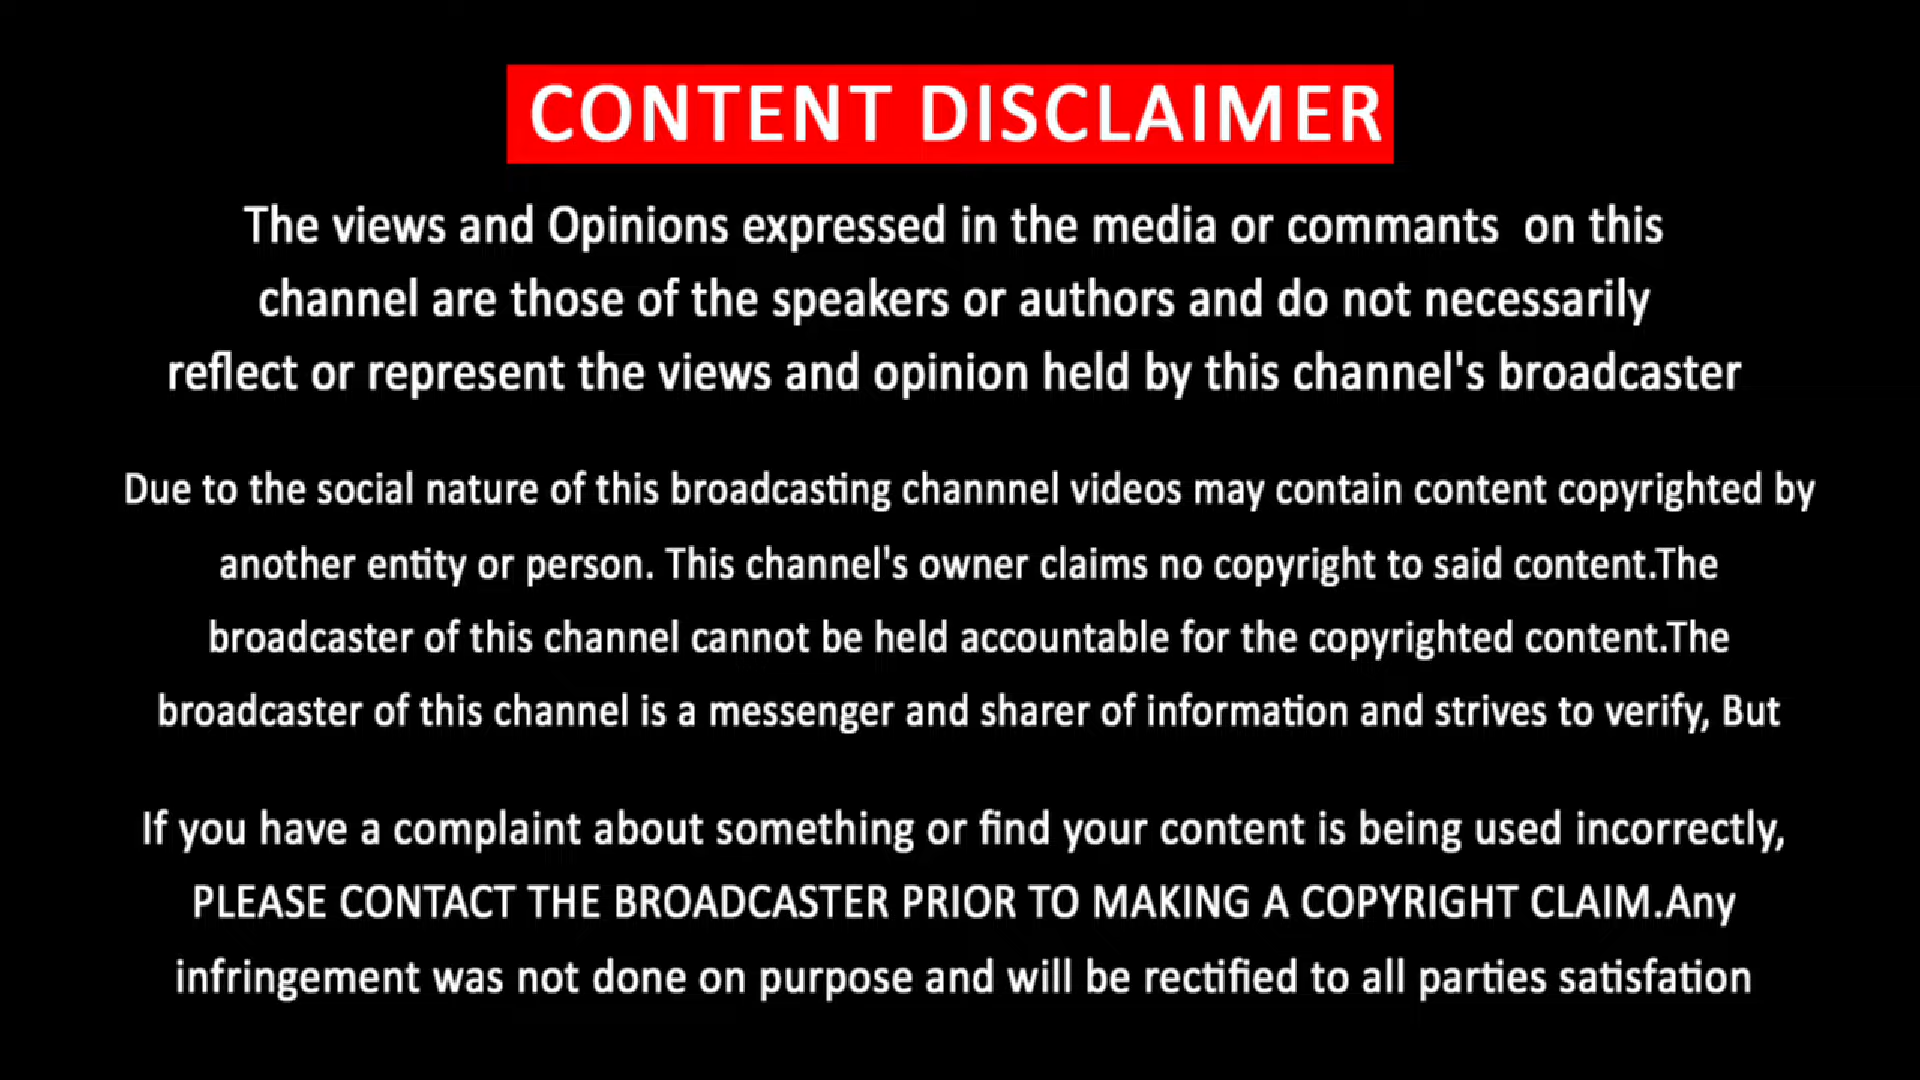 CONTENT DISCLAIMER
The views and Opinions expressed in the media or commants on this
channel are those of the speakers or authors and do not necessarily
reflect or represent the views and opinion held by this channel's broadcaster
Due to the social nature of this broadcasting channnel videos may contain content copyrighted by
another entity or person. This channel's owner claims no copyright to said content.The
broadcaster of this channel cannot be held accountable for the copyrighted content.The
broadcaster of this channel is a messenger and sharer of information and strives to verify, But
If you have a complaint about something or find your content is being used incorrectly,
PLEASE CONTACT THE BROADCASTER PRIOR TO MAKING A COPYRIGHT CLAIM.Any
infringement was not done on purpose and will be rectified to all parties satisfation